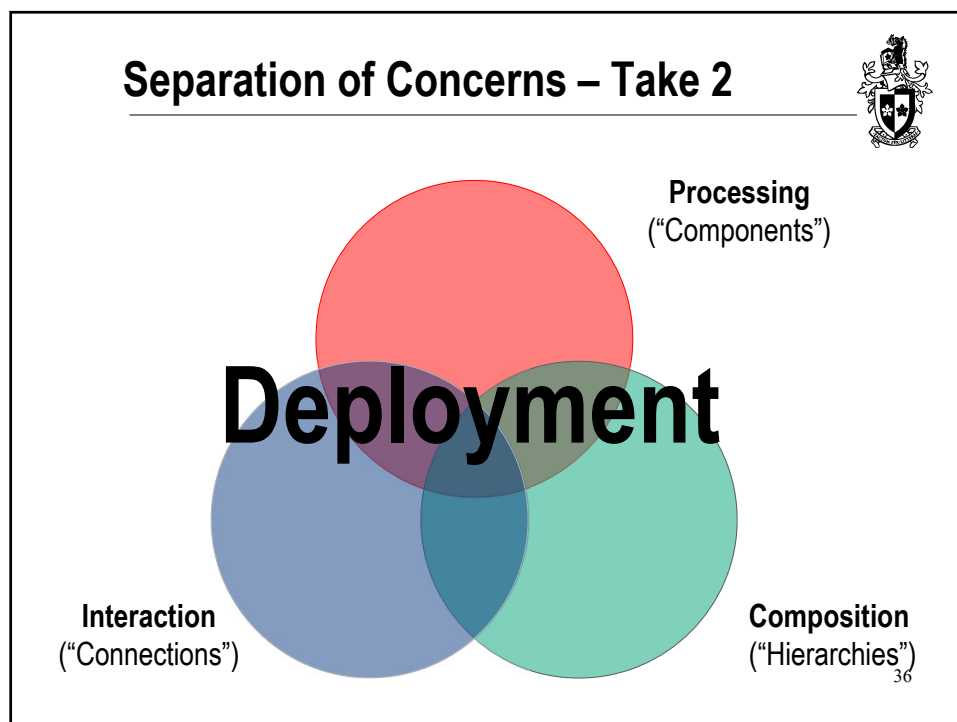 Separation of Concerns – Take 2
Processing
(“Components”)
Deployment
Interaction
(“Connections”)
Composition
(“Hierarchies”)
36